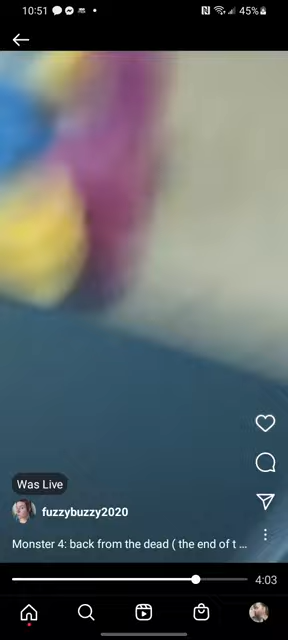 10:51
45%
Was Live
fuzzybuzzy2020
Monster 4: back from the dead ( the end of t ...
4:03